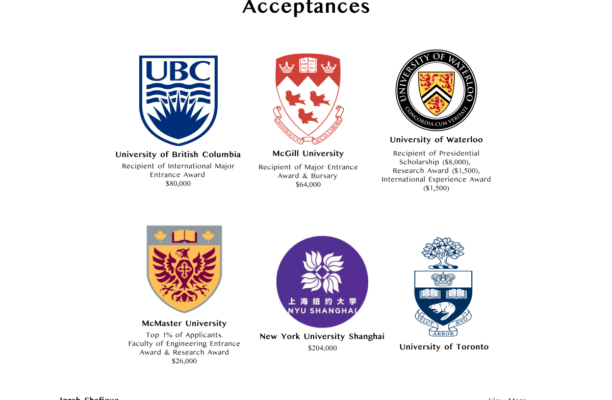 Acceptances
UBC
University of British Columbia
Recipient of International Major
Entrance Award
$80,000
McGill University
Recipient of Major Entrance
Award & Bursary
$64,000
UNIVERSITY OF WATERLOO
CONCORDIA CUM VERITATE
University of Waterloo
Recipient of Presidential
Scholarship ($8,000),
Research Award ($1,500),
International Experience Award
($1,500)
McMaster University
Top 1% of Applicants.
Faculty of Engineering Entrance
Award & Research Award
$26,000
上海纽约大学
NYU SHANGHAI
New York University Shanghai
$204,000
VELUT
ARBOR
ÆVO
University of Toronto